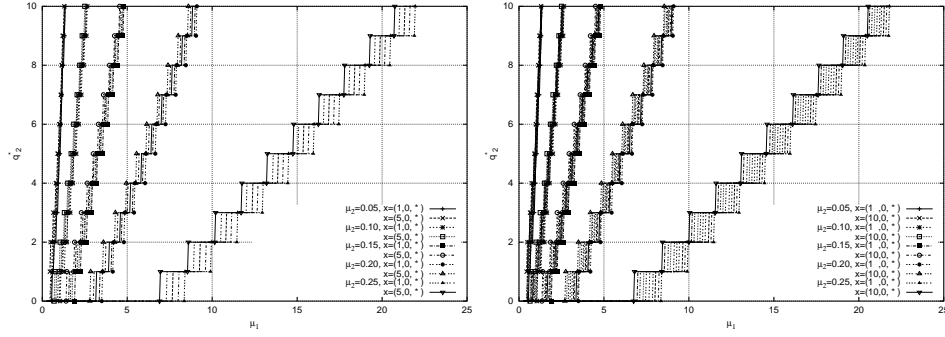 10
8
6
4
2
0
q*2
0
5
10
15
20
25
μ1
μ2=0.05, x=(1,0, * )
x=(5,0, * )
μ2=0.10, x=(1,0, * )
x=(5,0, * )
μ2=0.15, x=(1,0, * )
x=(5,0, * )
μ2=0.20, x=(1,0, * )
x=(5,0, * )
μ2=0.25, x=(1,0, * )
x=(5,0, * )
10
8
6
4
2
0
q*2
0
5
10
15
20
25
μ1
μ2=0.05, x=(1 ,0, * )
x=(10,0, * )
μ2=0.10, x=(1 ,0, * )
x=(10,0, * )
μ2=0.15, x=(1 ,0, * )
x=(10,0, * )
μ2=0.20, x=(1 ,0, * )
x=(10,0, * )
μ2=0.25, x=(1 ,0, * )
x=(10,0, * )